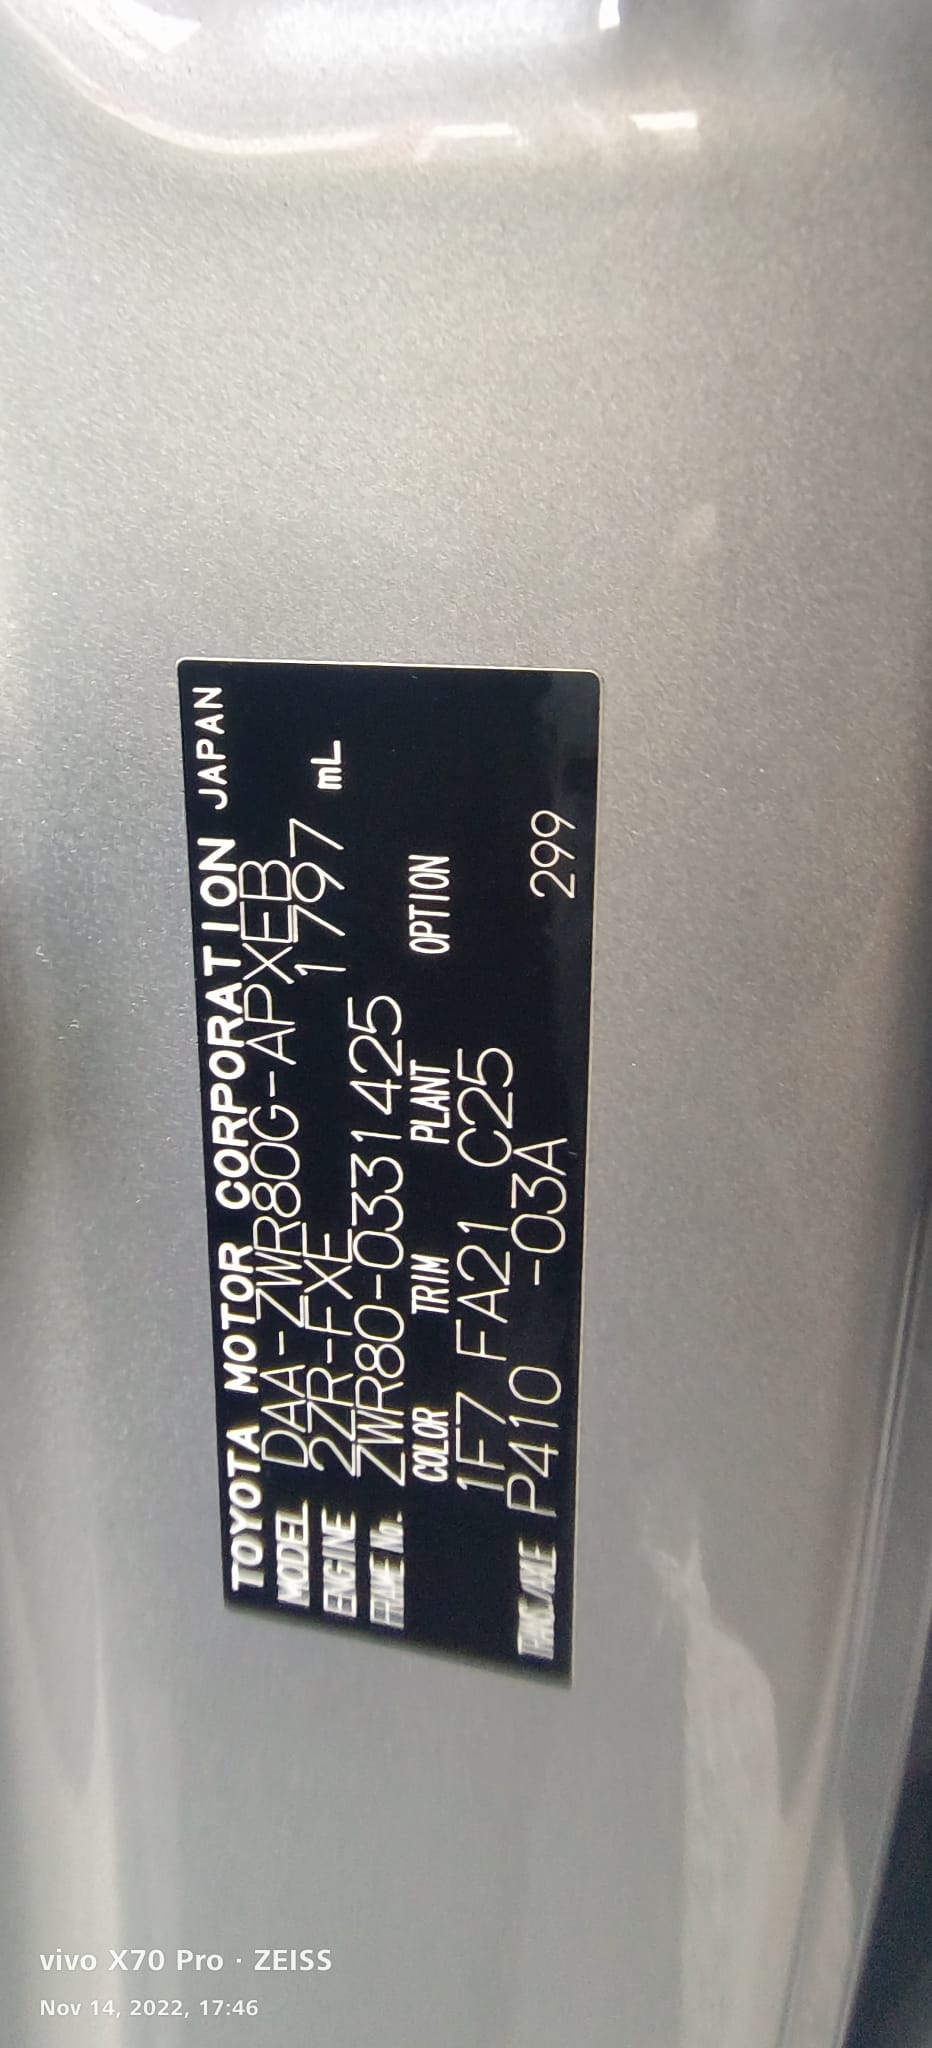 TOYOTA MOTOR CORPORATION JAPAN
MODEL DAA-ZWR80G-APXEB
ENGINE 2ZR-FXE 1797 mL
FRAME No. ZWR80-0331425
COLOR TRIM PLANT OPTION
1F7 FA21 C25
TRANS/AXLE P410 -03A 299
vivo X70 Pro · ZEISS
Nov 14, 2022, 17:46